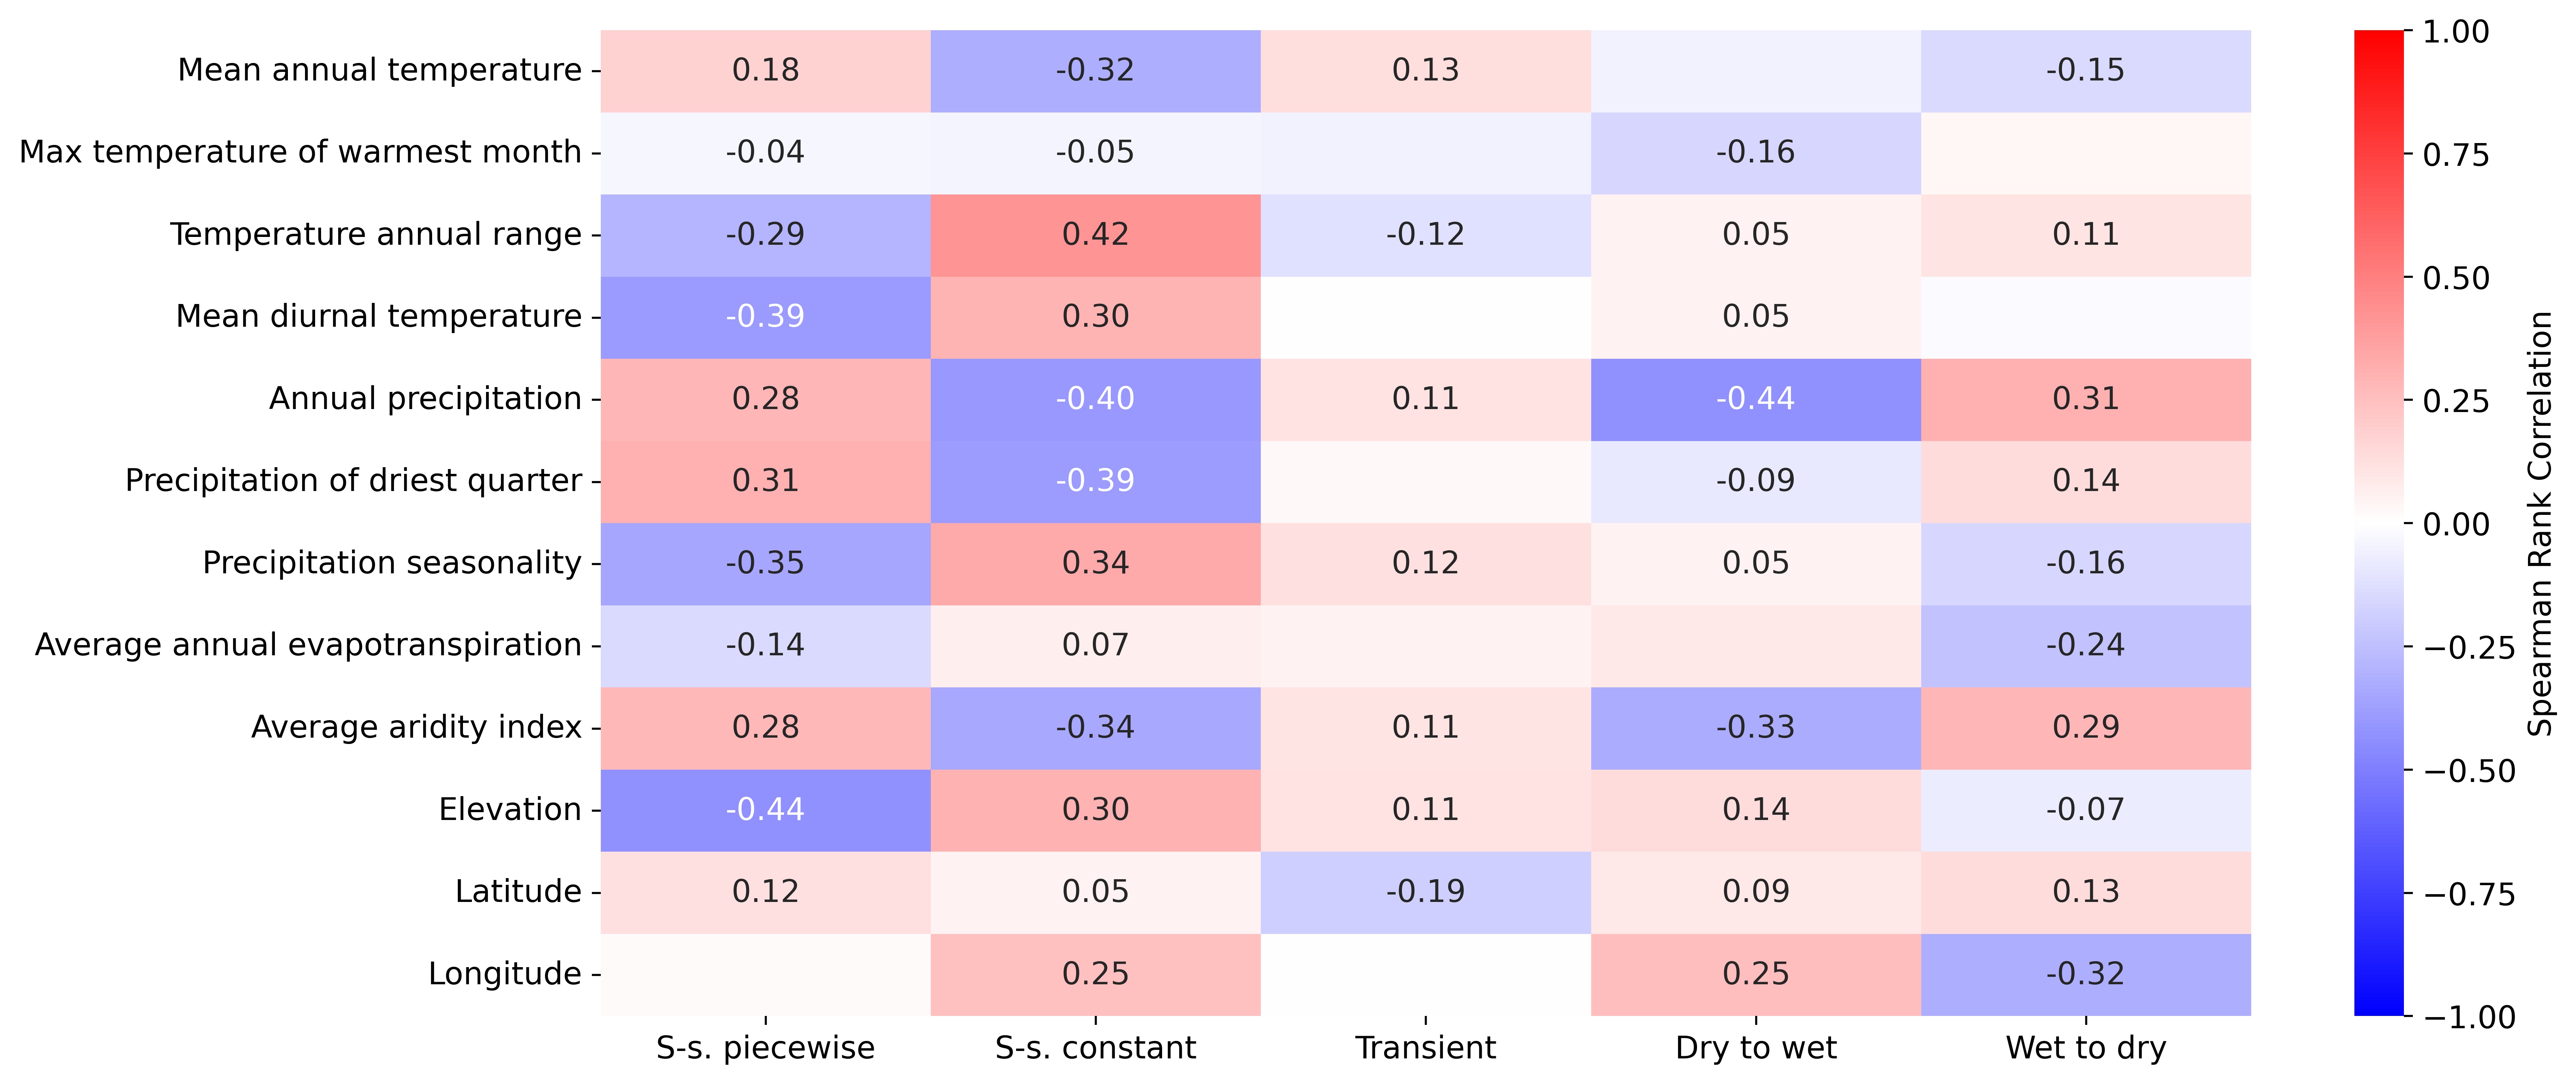 Mean annual temperature 0.18 -0.32 0.13 -0.15
Max temperature of warmest month -0.04 -0.05 -0.16
Temperature annual range -0.29 0.42 -0.12 0.05 0.11
Mean diurnal temperature -0.39 0.30 0.05
Annual precipitation 0.28 -0.40 0.11 -0.44 0.31
Precipitation of driest quarter 0.31 -0.39 -0.09 0.14
Precipitation seasonality -0.35 0.34 0.12 0.05 -0.16
Average annual evapotranspiration -0.14 0.07 -0.24
Average aridity index 0.28 -0.34 0.11 -0.33 0.29
Elevation -0.44 0.30 0.11 0.14 -0.07
Latitude 0.12 0.05 -0.19 0.09 0.13
Longitude 0.25 0.25 -0.32
S-s. piecewise S-s. constant Transient Dry to wet Wet to dry
1.00
0.75
0.50
0.25
0.00
−0.25
−0.50
−0.75
−1.00
Spearman Rank Correlation